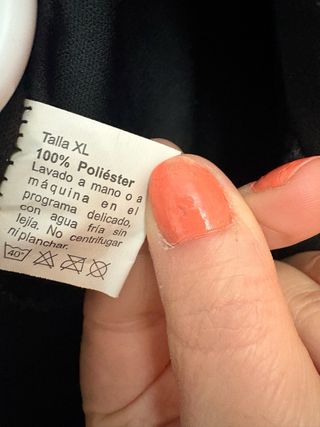 Talla XL
100% Poliéster
Lavado a mano o a
máquina en el
programa delicado,
con agua fría sin
lejía. No centrifugar
ni planchar.
40°